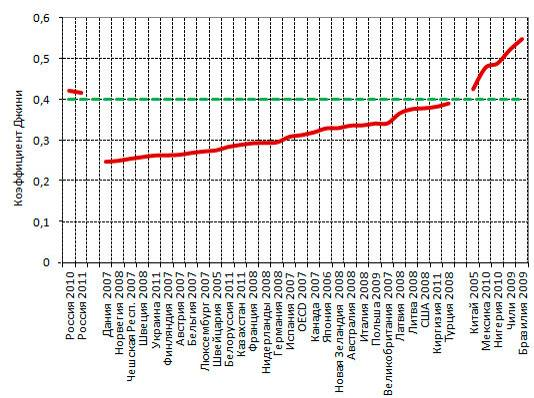 Коэффициент Джини
0,6
0,5
0,4
0,3
0,2
0,1
0
Россия 2010
Россия 2011
Дания 2007
Норвегия 2008
Чешская Респ. 2007
Швеция 2008
Украина 2011
Финляндия 2007
Австрия 2007
Бельгия 2007
Люксембург 2007
Швейцария 2005
Белоруссия 2011
Казахстан 2011
Франция 2008
Нидерланды 2008
Германия 2008
Испания 2007
OECD 2007
Канада 2007
Япония 2006
Новая Зеландия 2008
Австралия 2008
Италия 2008
Польша 2009
Великобритания 2007
Латвия 2008
Литва 2008
США 2008
Киргизия 2011
Турция 2008
Китай 2005
Мексика 2010
Нигерия 2010
Чили 2009
Бразилия 2009